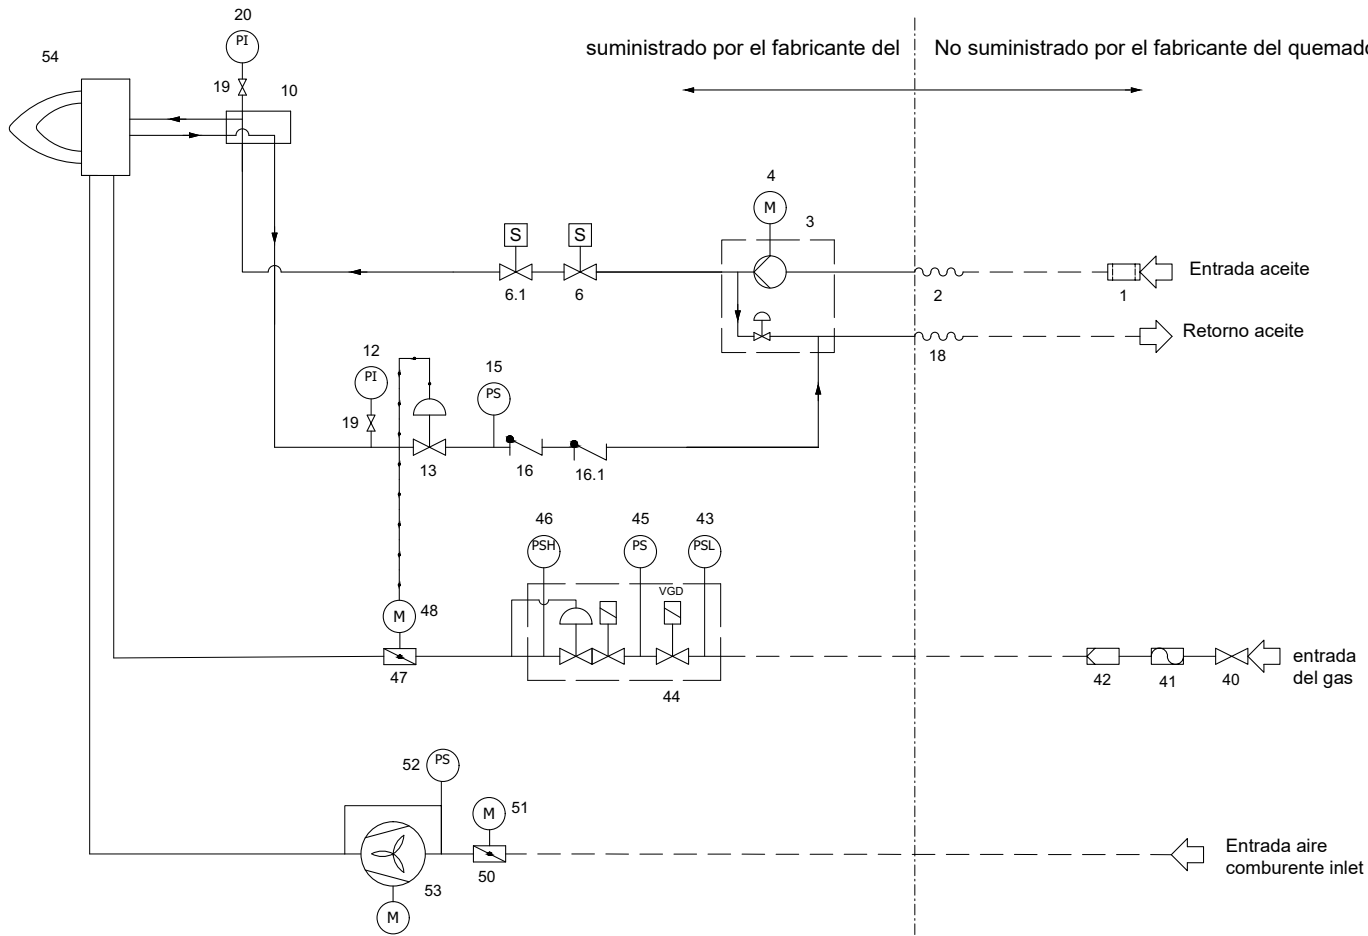 20
PI
54
suministrado por el fabricante del
No suministrado por el fabricante del quemado
19
10
4
M
3
S
S
6.1
6
2
1
Entrada aceite
18
Retorno aceite
12
PI
15
PS
19
13
16
16.1
46
45
43
PSH
PS
PSL
VGD
M
48
47
44
42
41
40
entrada
del gas
52
PS
51
M
53
50
M
Entrada aire
comburente inlet